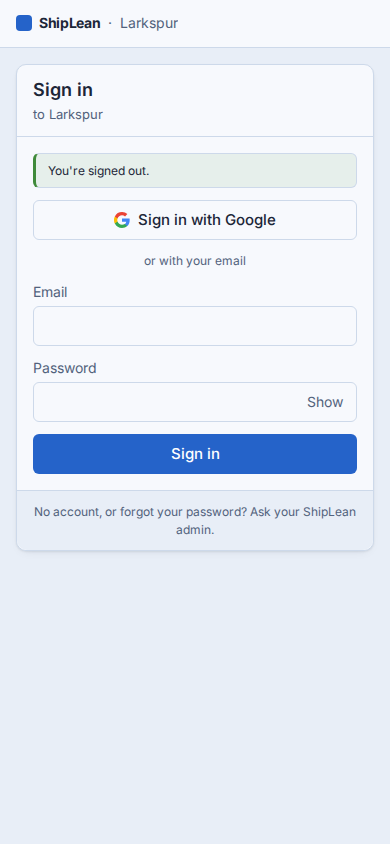 ShipLean · Larkspur
Sign in
to Larkspur
You're signed out.
Sign in with Google
or with your email
Email
Password
Show
Sign in
No account, or forgot your password? Ask your ShipLean
admin.